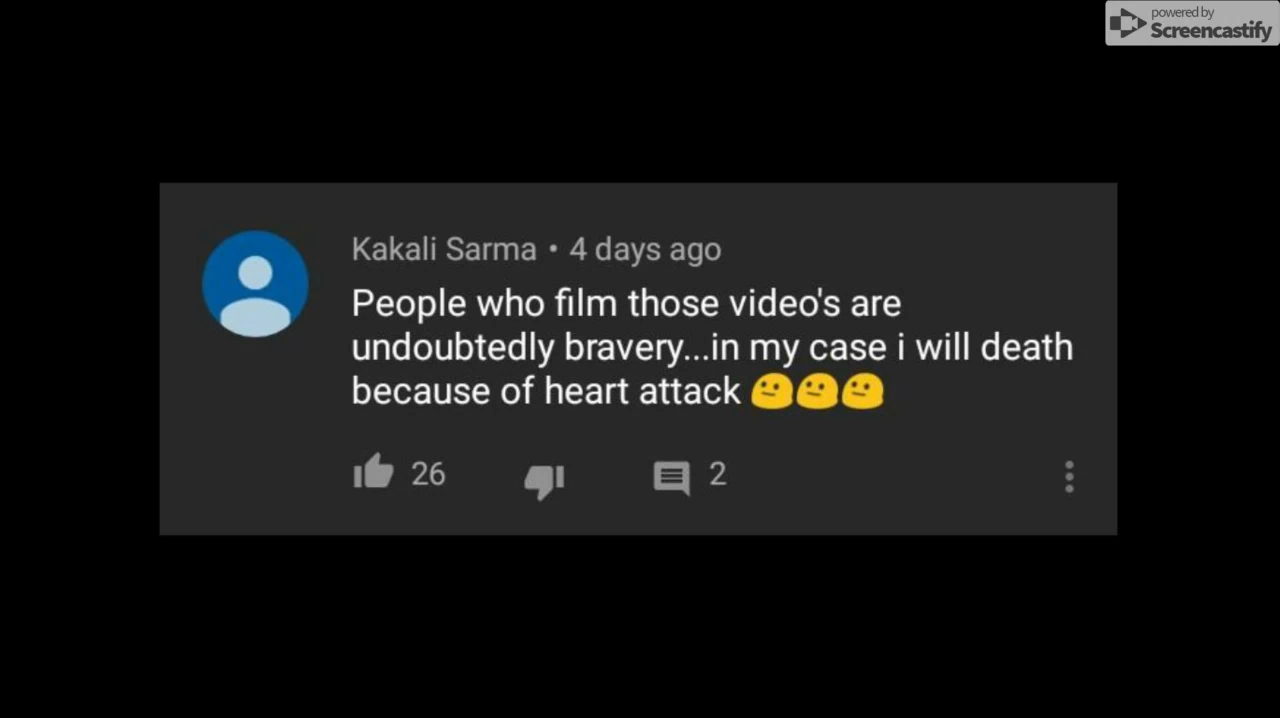 powered by
Screencastify
Kakali Sarma • 4 days ago
People who film those video's are
undoubtedly bravery...in my case i will death
because of heart attack 😐😐😐
26
2